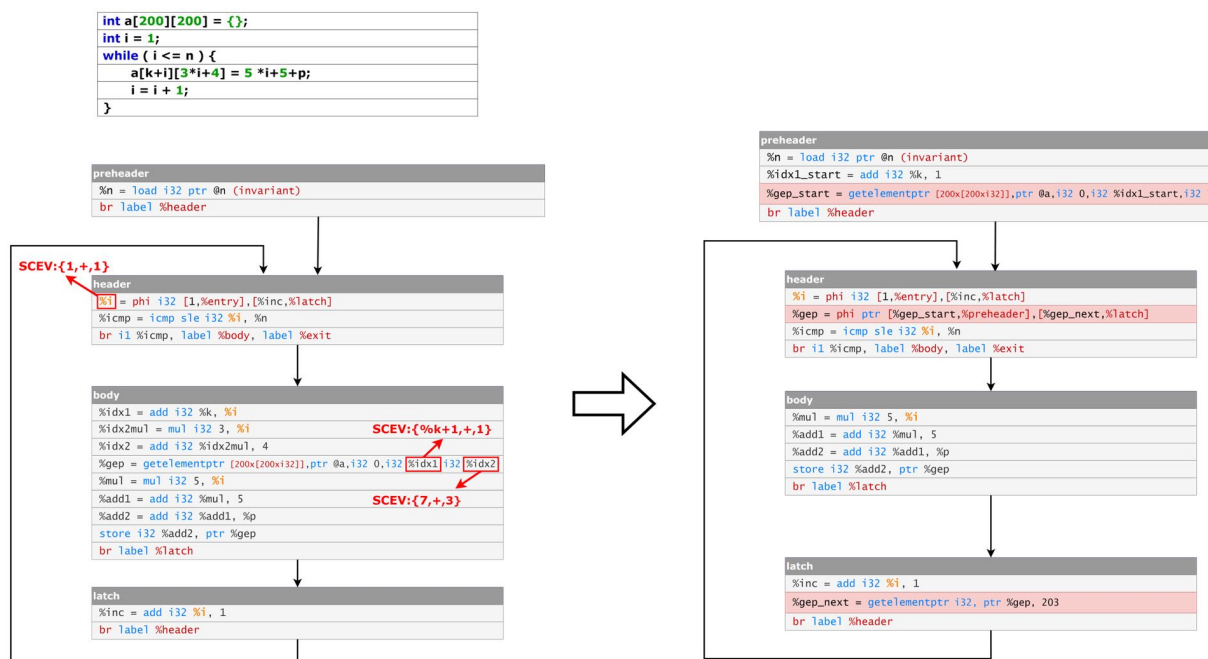 int a[200][200] = {};
int i = 1;
while ( i <= n ) {
a[k+i][3*i+4] = 5 *i+5+p;
i = i + 1;
}
preheader
%n = load i32 ptr @n (invariant)
br label %header
SCEV:{1,+,1}
header
%i = phi i32 [1,%entry],[%inc,%latch]
%icmp = icmp sle i32 %i, %n
br i1 %icmp, label %body, label %exit
body
%idx1 = add i32 %k, %i
%idx2mul = mul i32 3, %i
SCEV:{%k+1,+,1}
%idx2 = add i32 %idx2mul, 4
%gep = getelementptr [200x[200xi32]],ptr @a,i32 0,i32 %idx1 i32 %idx2
%mul = mul i32 5, %i
SCEV:{7,+,3}
%add1 = add i32 %mul, 5
%add2 = add i32 %add1, %p
store i32 %add2, ptr %gep
br label %latch
latch
%inc = add i32 %i, 1
br label %header
preheader
%n = load i32 ptr @n (invariant)
%idx1_start = add i32 %k, 1
%gep_start = getelementptr [200x[200xi32]],ptr @a,i32 0,i32 %idx1_start,i32
br label %header
header
%i = phi i32 [1,%entry],[%inc,%latch]
%gep = phi ptr [%gep_start,%preheader],[%gep_next,%latch]
%icmp = icmp sle i32 %i, %n
br i1 %icmp, label %body, label %exit
body
%mul = mul i32 5, %i
%add1 = add i32 %mul, 5
%add2 = add i32 %add1, %p
store i32 %add2, ptr %gep
br label %latch
latch
%inc = add i32 %i, 1
%gep_next = getelementptr i32, ptr %gep, 203
br label %header